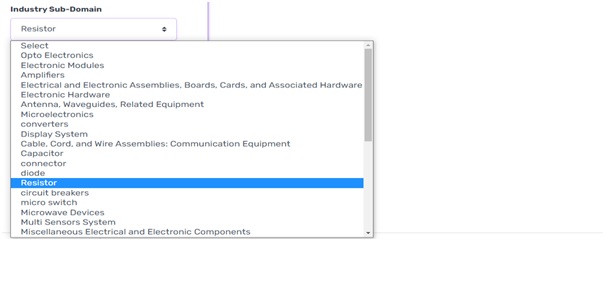 Industry Sub-Domain
Resistor
Select
Opto Electronics
Electronic Modules
Amplifiers
Electrical and Electronic Assemblies, Boards, Cards, and Associated Hardware
Electronic Hardware
Antenna, Waveguides, Related Equipment
Microelectronics
converters
Display System
Cable, Cord, and Wire Assemblies: Communication Equipment
Capacitor
connector
diode
Resistor
circuit breakers
micro switch
Microwave Devices
Multi Sensors System
Miscellaneous Electrical and Electronic Components